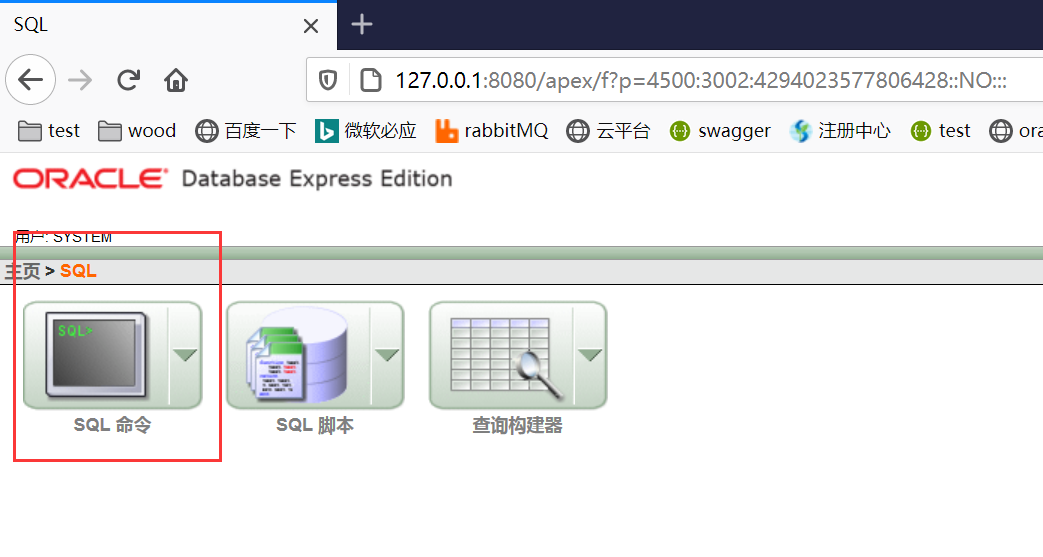 SQL
127.0.0.1:8080/apex/f?p=4500:3002:4294023577806428::NO:::
test wood 百度一下 微软必应 rabbitMQ 云平台 swagger 注册中心 test ora
ORACLE Database Express Edition
用户: SYSTEM
主页 > SQL
SQL>
SQL 命令 SQL 脚本 查询构建器